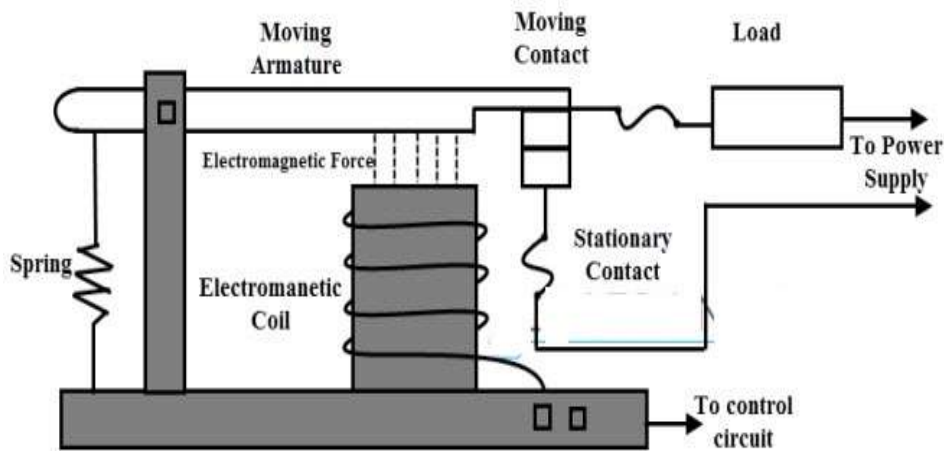 Moving
Armature
Moving
Contact
Load
Electromagnetic Force
To Power
Supply
Spring
Electromanetic
Coil
Stationary
Contact
To control
circuit